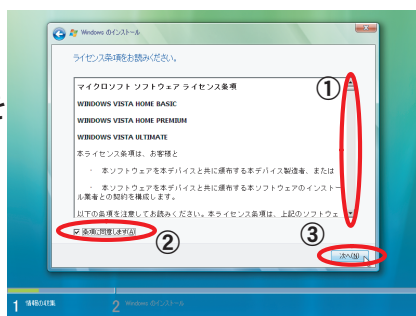 Windows のインストール
ライセンス条項をお読みください。
マイクロソフト ソフトウェア ライセンス条項
WINDOWS VISTA HOME BASIC
WINDOWS VISTA HOME PREMIUM
WINDOWS VISTA ULTIMATE
本ライセンス条項は、お客様と
・ 本ソフトウェアを本デバイスと共に頒布する本デバイス製造者、または
・ 本ソフトウェアを本デバイスと共に頒布する本ソフトウェアのインストー
ル業者との契約を構成します。
以下の条項を注意してお読みください。本ライセンス条項は、上記のソフトウェ
条項に同意します(A)
次へ(N)
①
②
③
1 情報の収集
2 Windows のインストール